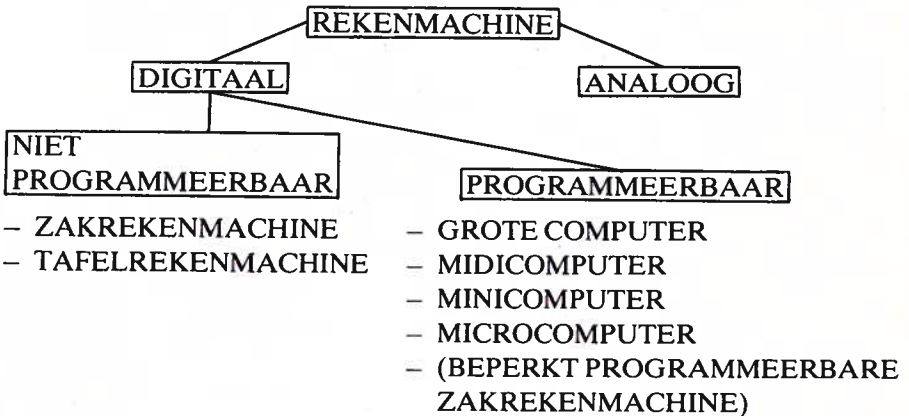 REKENMACHINE
DIGITAAL
ANALOOG
NIET
PROGRAMMEERBAAR
– ZAKREKENMACHINE
– TAFELREKENMACHINE
PROGRAMMEERBAAR
– GROTE COMPUTER
– MIDICOMPUTER
– MINICOMPUTER
– MICROCOMPUTER
– (BEPERKT PROGRAMMEERBARE
ZAKREKENMACHINE)